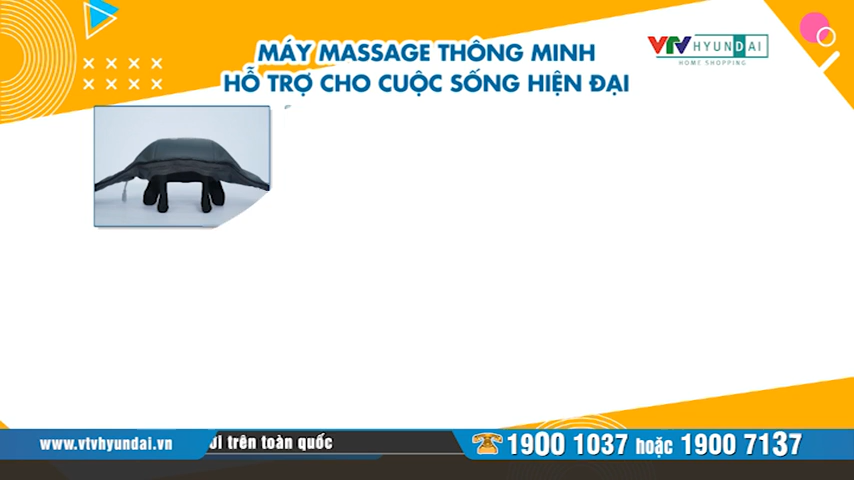 MÁY MASSAGE THÔNG MINH
HỖ TRỢ CHO CUỘC SỐNG HIỆN ĐẠI
VTV HYUNDAI
HOME SHOPPING
www.vtvhyundai.vn
trên toàn quốc
1900 1037 hoặc 1900 7137